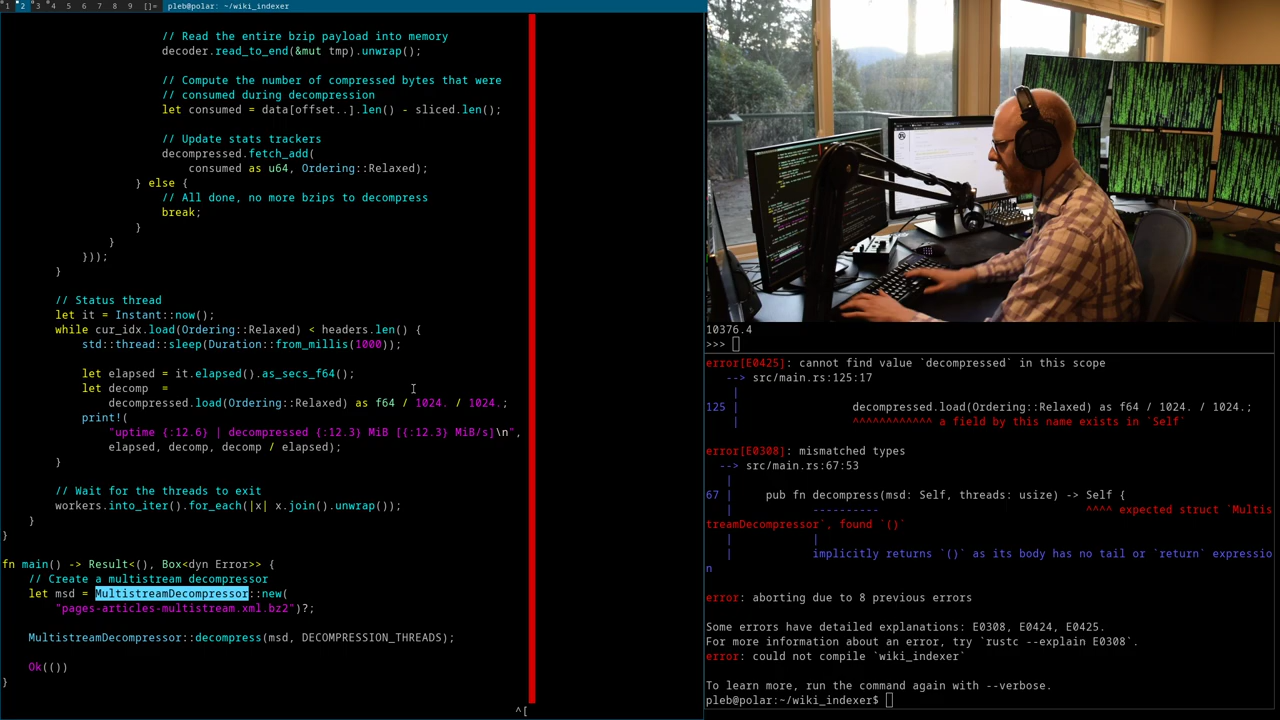 1 2 3 4 5 6 7 8 9 []= pleb@polar: ~/wiki_indexer
// Read the entire bzip payload into memory
decoder.read_to_end(&mut tmp).unwrap();
// Compute the number of compressed bytes that were
// consumed during decompression
let consumed = data[offset..].len() - sliced.len();
// Update stats trackers
decompressed.fetch_add(
consumed as u64, Ordering::Relaxed);
} else {
// All done, no more bzips to decompress
break;
}
}
}));
}
// Status thread
let it = Instant::now();
while cur_idx.load(Ordering::Relaxed) < headers.len() {
std::thread::sleep(Duration::from_millis(1000));
let elapsed = it.elapsed().as_secs_f64();
let decomp  =
decompressed.load(Ordering::Relaxed) as f64 / 1024. / 1024.;
print!(
"uptime {:12.6} | decompressed {:12.3} MiB [{:12.3} MiB/s]\n",
elapsed, decomp, decomp / elapsed);
}
// Wait for the threads to exit
workers.into_iter().for_each(|x| x.join().unwrap());
}
}
fn main() -> Result<(), Box<dyn Error>> {
// Create a multistream decompressor
let msd = MultistreamDecompressor::new(
"pages-articles-multistream.xml.bz2")?;
MultistreamDecompressor::decompress(msd, DECOMPRESSION_THREADS);
Ok(())
}
^[
10376.4
>>>
error[E0425]: cannot find value `decompressed` in this scope
--> src/main.rs:125:17
|
125 | decompressed.load(Ordering::Relaxed) as f64 / 1024. / 1024.;
| ^^^^^^^^^^^^ a field by this name exists in `Self`
error[E0308]: mismatched types
--> src/main.rs:67:53
|
67 | pub fn decompress(msd: Self, threads: usize) -> Self {
| ---------- ^^^^ expected struct `Multis
treamDecompressor`, found `()`
| |
| implicitly returns `()` as its body has no tail or `return` expressio
n
error: aborting due to 8 previous errors
Some errors have detailed explanations: E0308, E0424, E0425.
For more information about an error, try `rustc --explain E0308`.
error: could not compile `wiki_indexer`
To learn more, run the command again with --verbose.
pleb@polar:~/wiki_indexer$